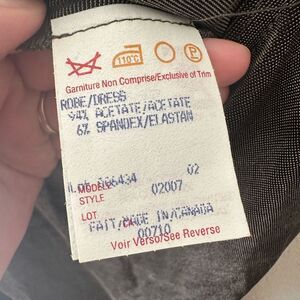 110°C P
Garniture Non Comprise/Exclusive of Trim
ROBE/DRESS
94% ACETATE/ACETATE
6% SPANDEX/ELASTAN
006434 02
MODELE
STYLE 02007
LOT
FAIT/MADE IN/CANADA
00710
Voir Verso/See Reverse